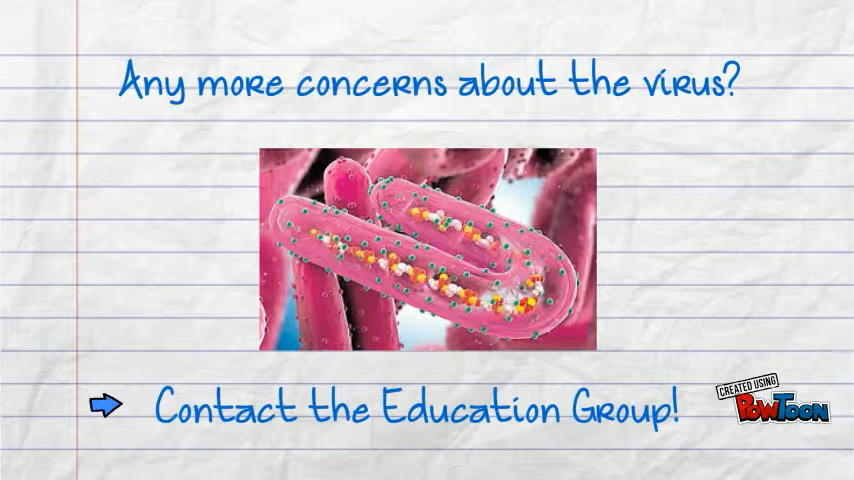 Any more concerns about the virus?
Contact the Education Group!
CREATED USING
POWTOON